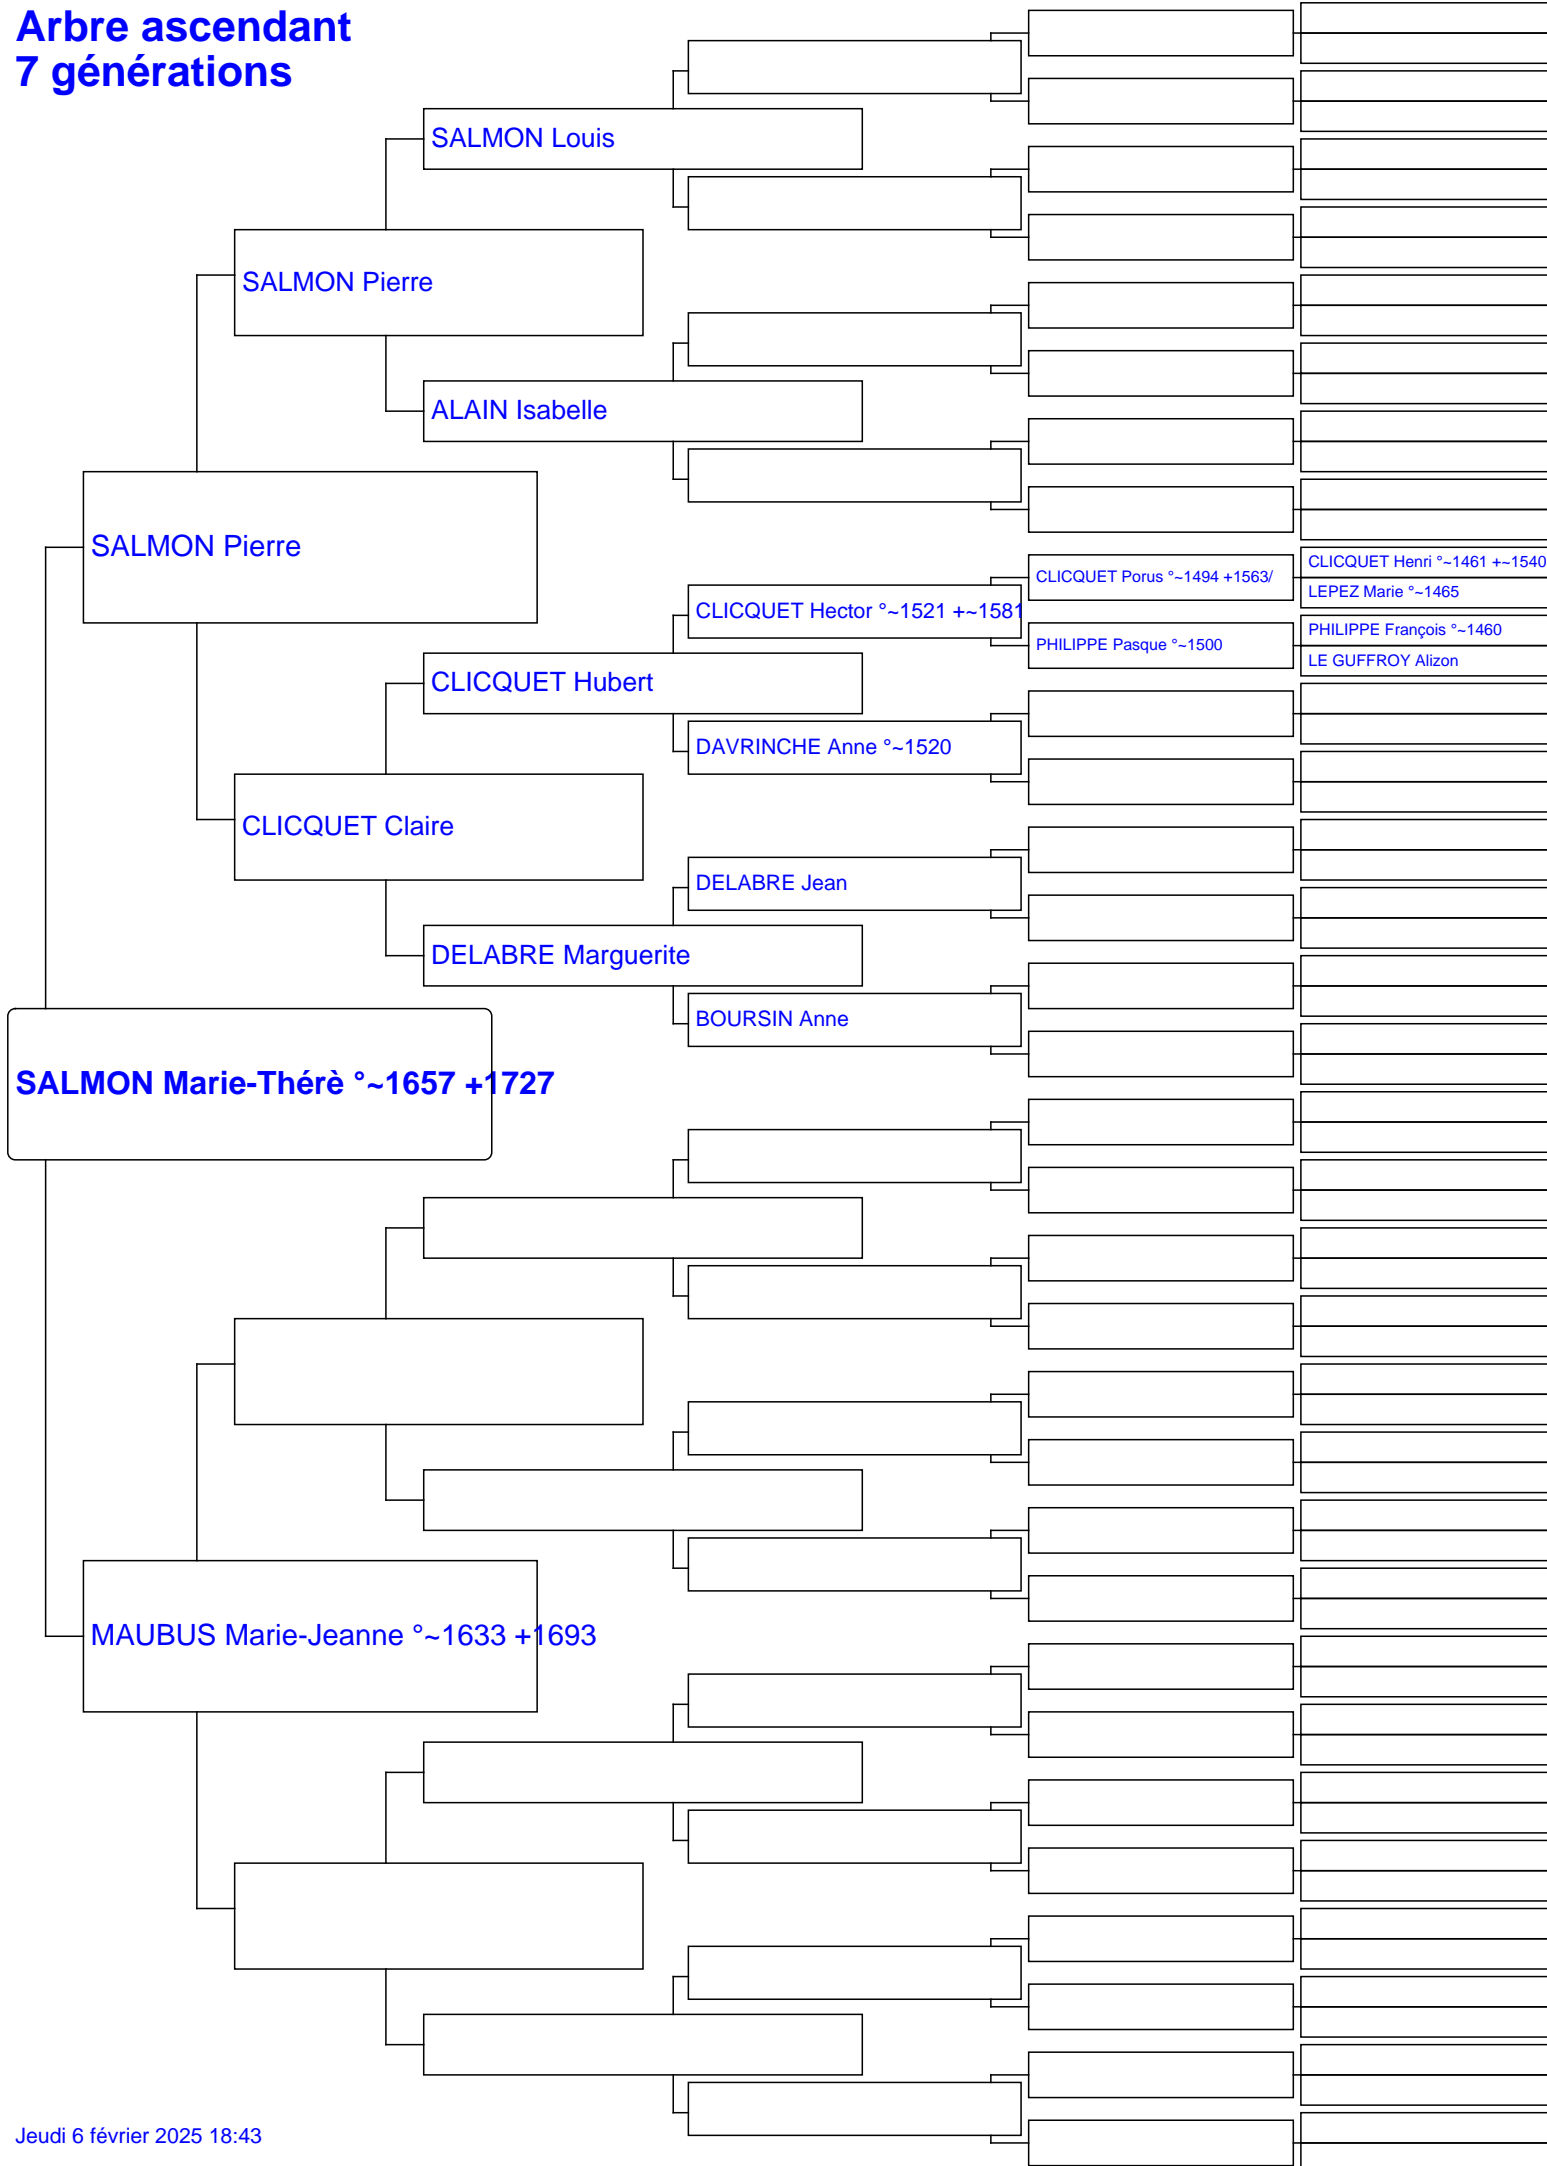 Arbre ascendant
7 générations
SALMON Louis
SALMON Pierre
ALAIN Isabelle
SALMON Pierre
CLICQUET Henri °~1461 +~1540
CLICQUET Porus °~1494 +1563/
LEPEZ Marie °~1465
CLICQUET Hector °~1521 +~1581
PHILIPPE François °~1460
PHILIPPE Pasque °~1500
LE GUFFROY Alizon
CLICQUET Hubert
DAVRINCHE Anne °~1520
CLICQUET Claire
DELABRE Jean
DELABRE Marguerite
BOURSIN Anne
SALMON Marie-Thérè °~1657 +1727
MAUBUS Marie-Jeanne °~1633 +1693
Jeudi 6 février 2025 18:43